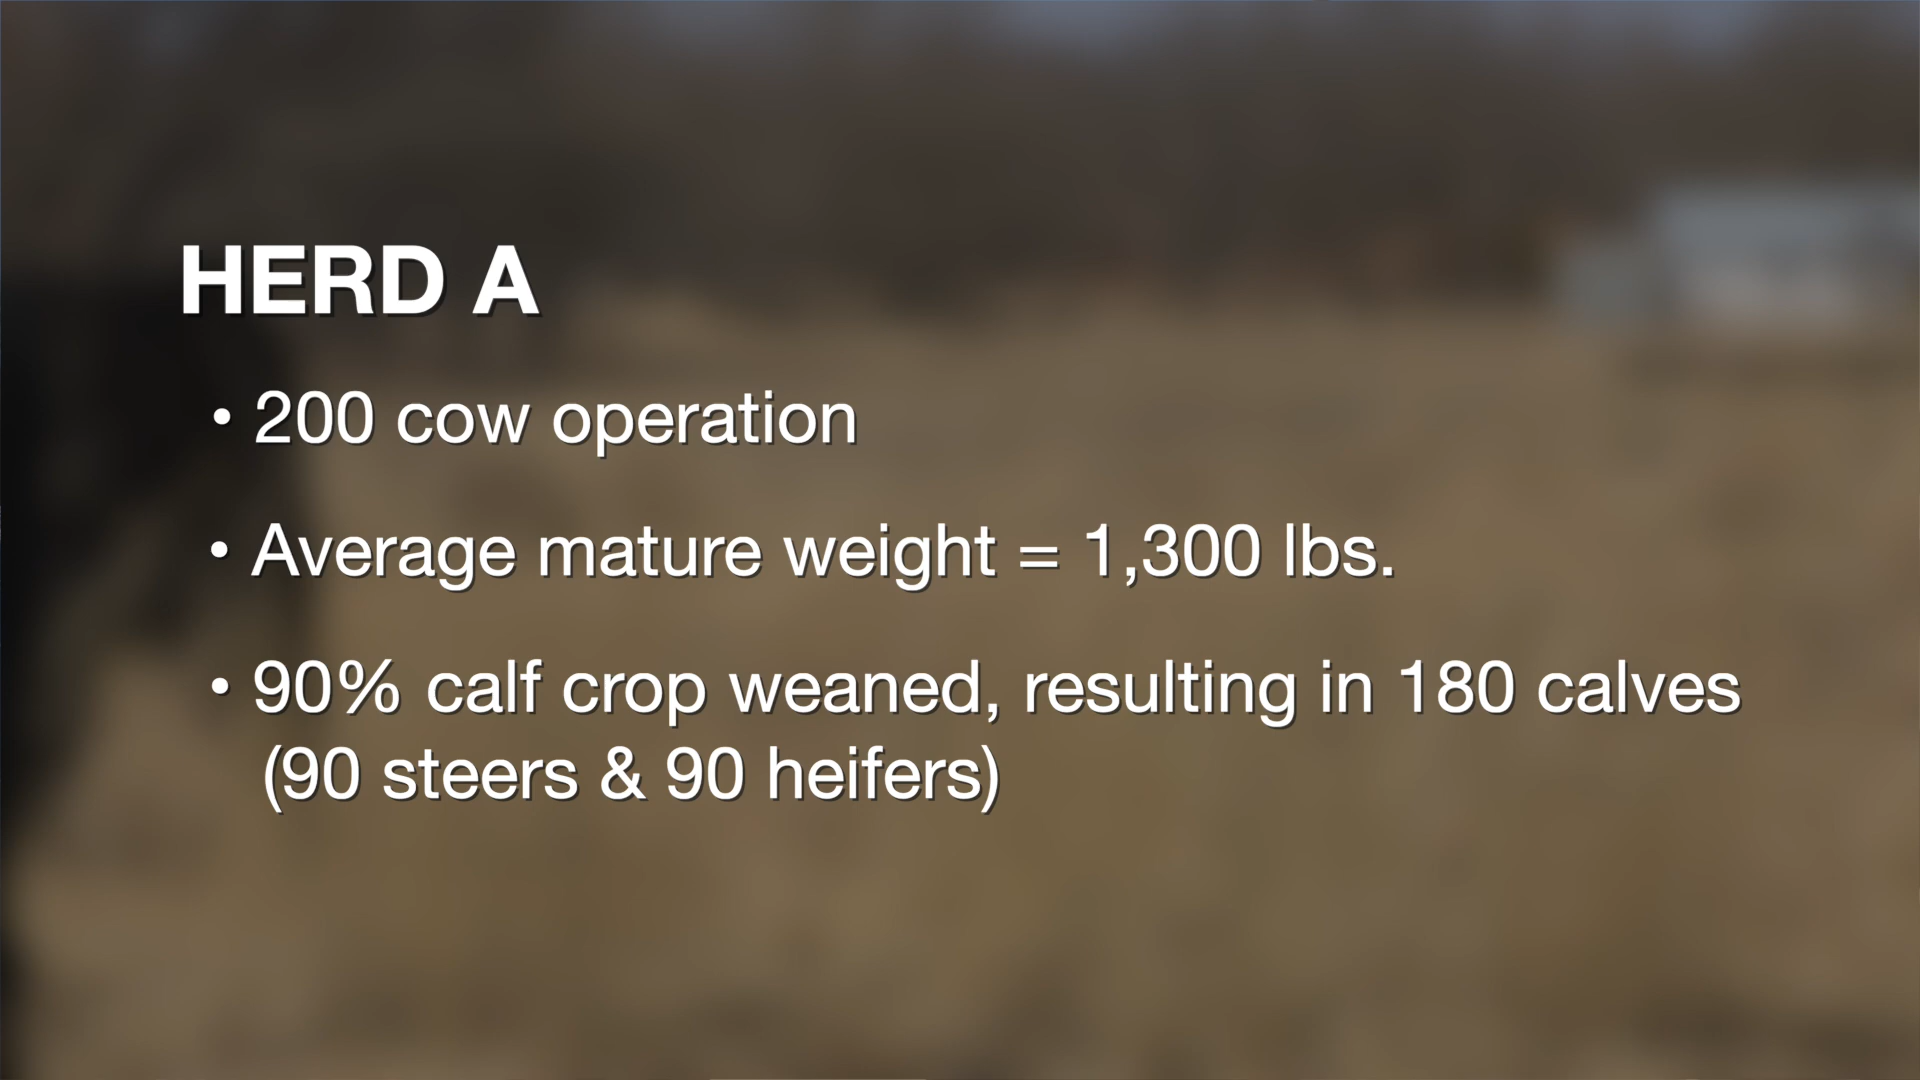 HERD A
• 200 cow operation
• Average mature weight = 1,300 lbs.
• 90% calf crop weaned, resulting in 180 calves
(90 steers & 90 heifers)